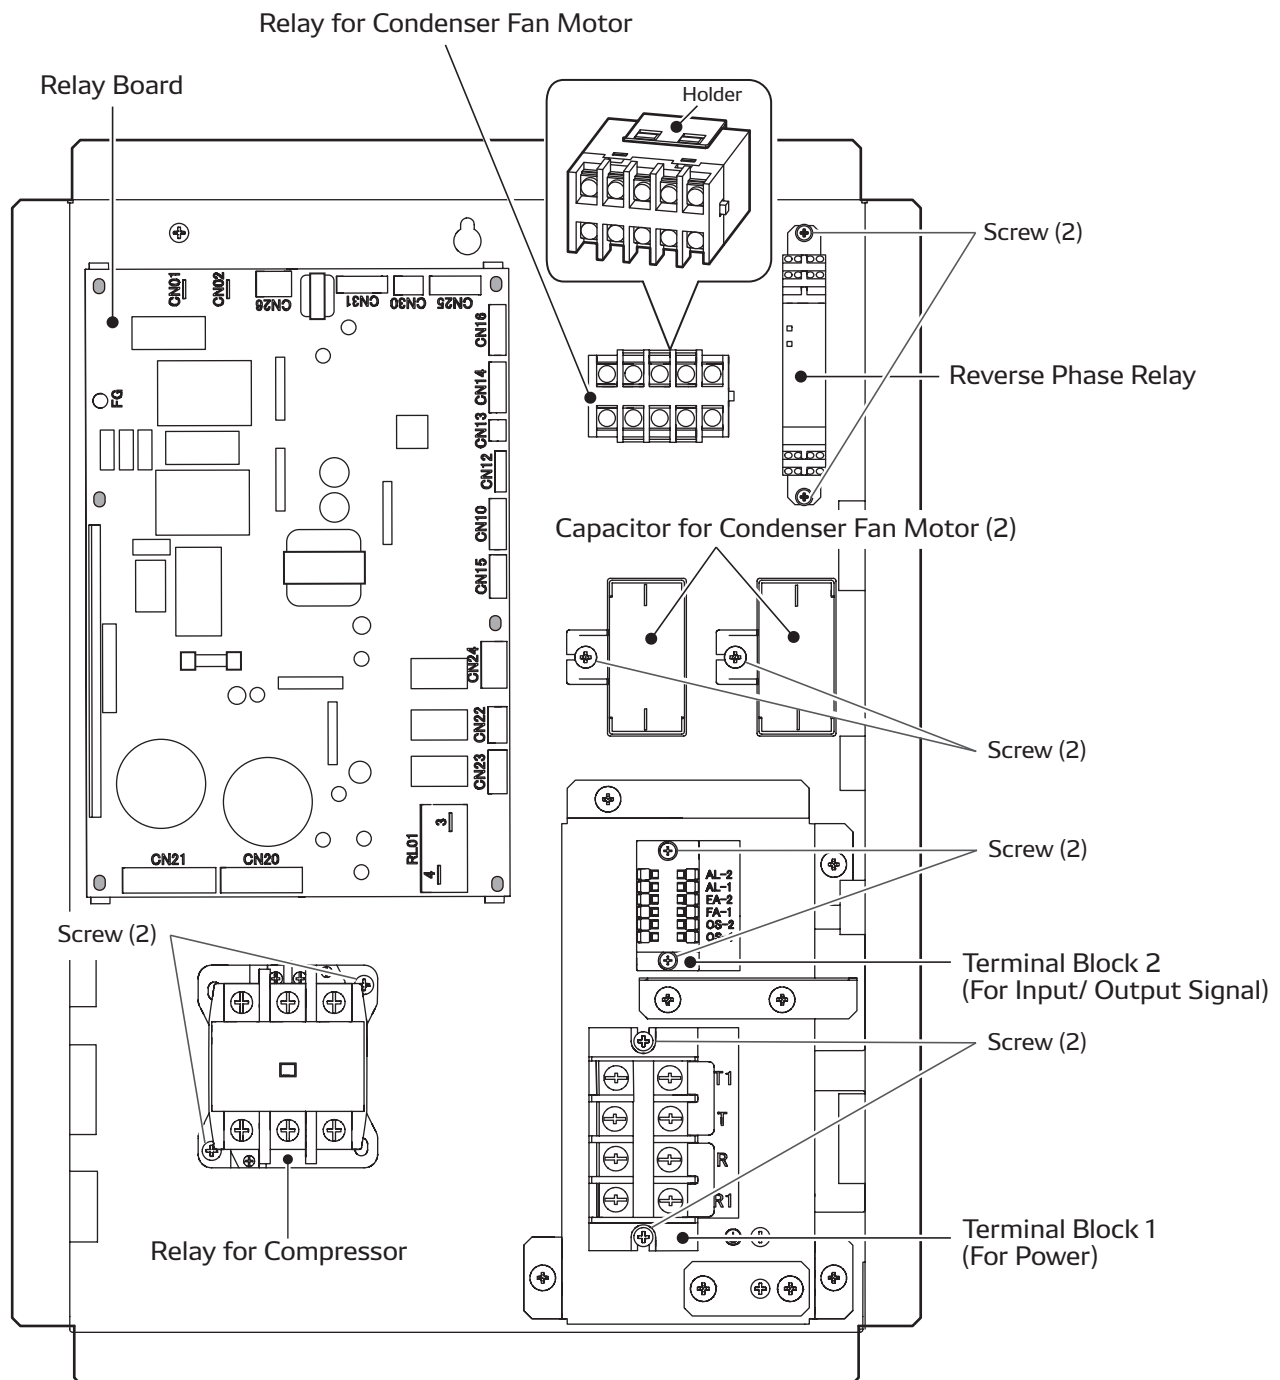 Relay for Condenser Fan Motor
Relay Board
Holder
Screw (2)
CN01
CN02
CN26
CN31
CN30
CN25
CN16
FG
CN14
Reverse Phase Relay
CN13
CN12
CN10
Capacitor for Condenser Fan Motor (2)
CN15
CN24
CN22
Screw (2)
CN23
RL01
3
4
CN21
CN20
Screw (2)
AL-2
AL-1
FA-1
OS-2
Screw (2)
Terminal Block 2
(For Input/ Output Signal)
Screw (2)
T1
T
R
R1
Relay for Compressor
Terminal Block 1
(For Power)